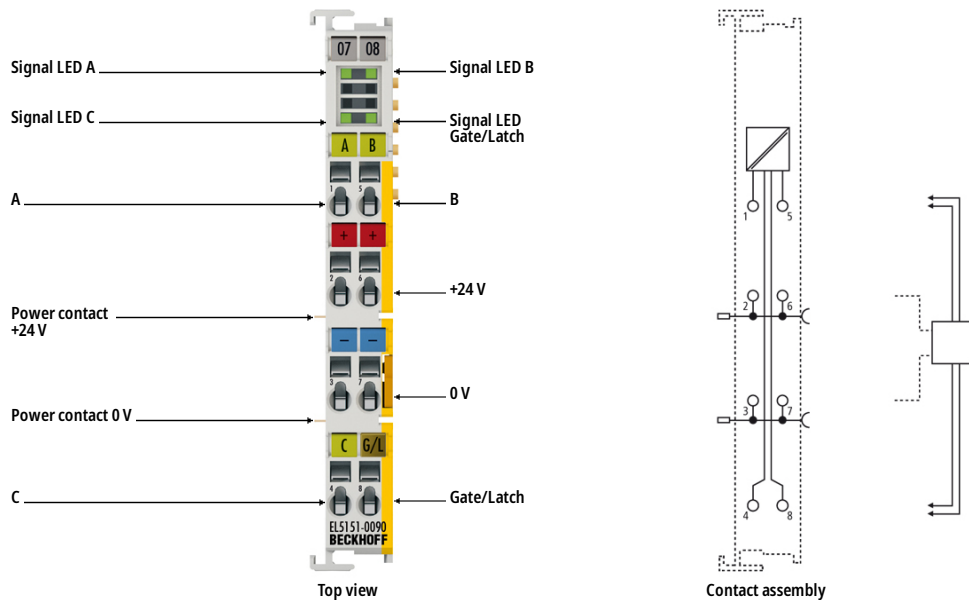 07 08
Signal LED A
Signal LED B
Signal LED C
Signal LED
Gate/Latch
A B
1 5
A
B
+ +
2 6
+24 V
Power contact
+24 V
− −
3 7
0 V
Power contact 0 V
C G/L
4 8
C
Gate/Latch
EL5151-0090
BECKHOFF
Top view
1 5
2 6
3 7
4 8
Contact assembly